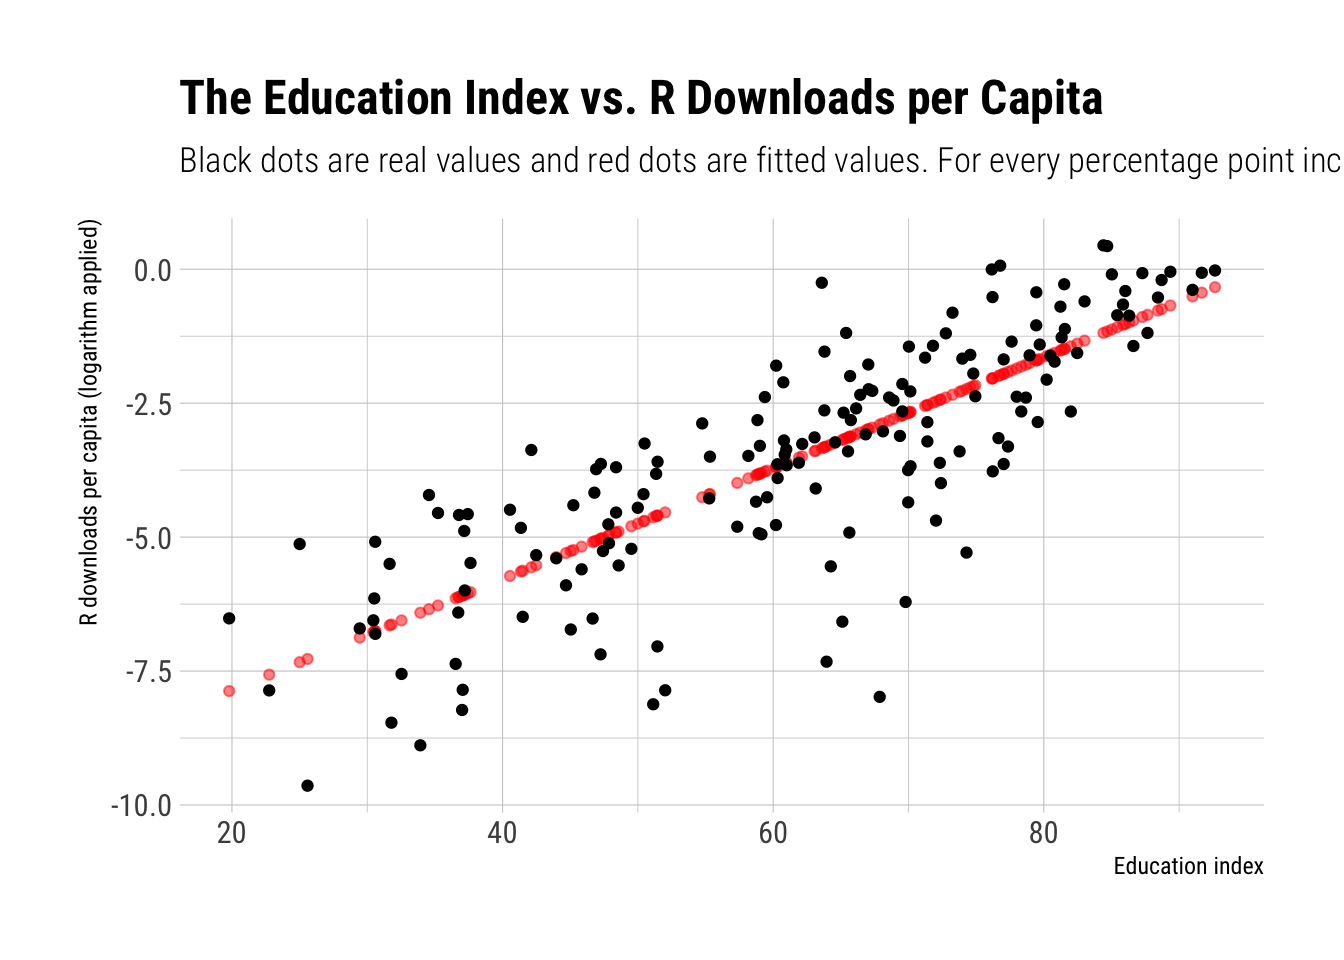 The Education Index vs. R Downloads per Capita
Black dots are real values and red dots are fitted values. For every percentage point inc
R downloads per capita (logarithm applied)
0.0
-2.5
-5.0
-7.5
-10.0
20 40 60 80
Education index